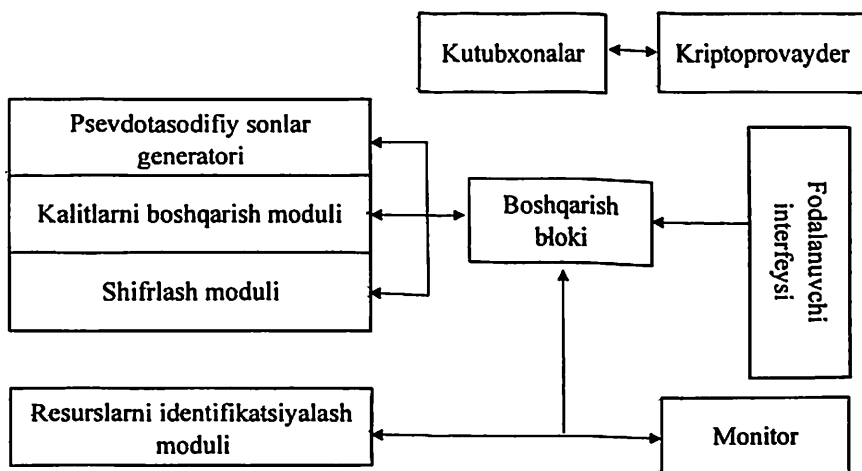 Kutubxonalar
Kriptoprovayder
Psevdotasodifiy sonlar
generatori
Kalitlarni boshqarish moduli
Shifrlash moduli
Boshqarish
bloki
Fodalanuvchi
interfeysi
Resurslarni identifikatsiyalash
moduli
Monitor